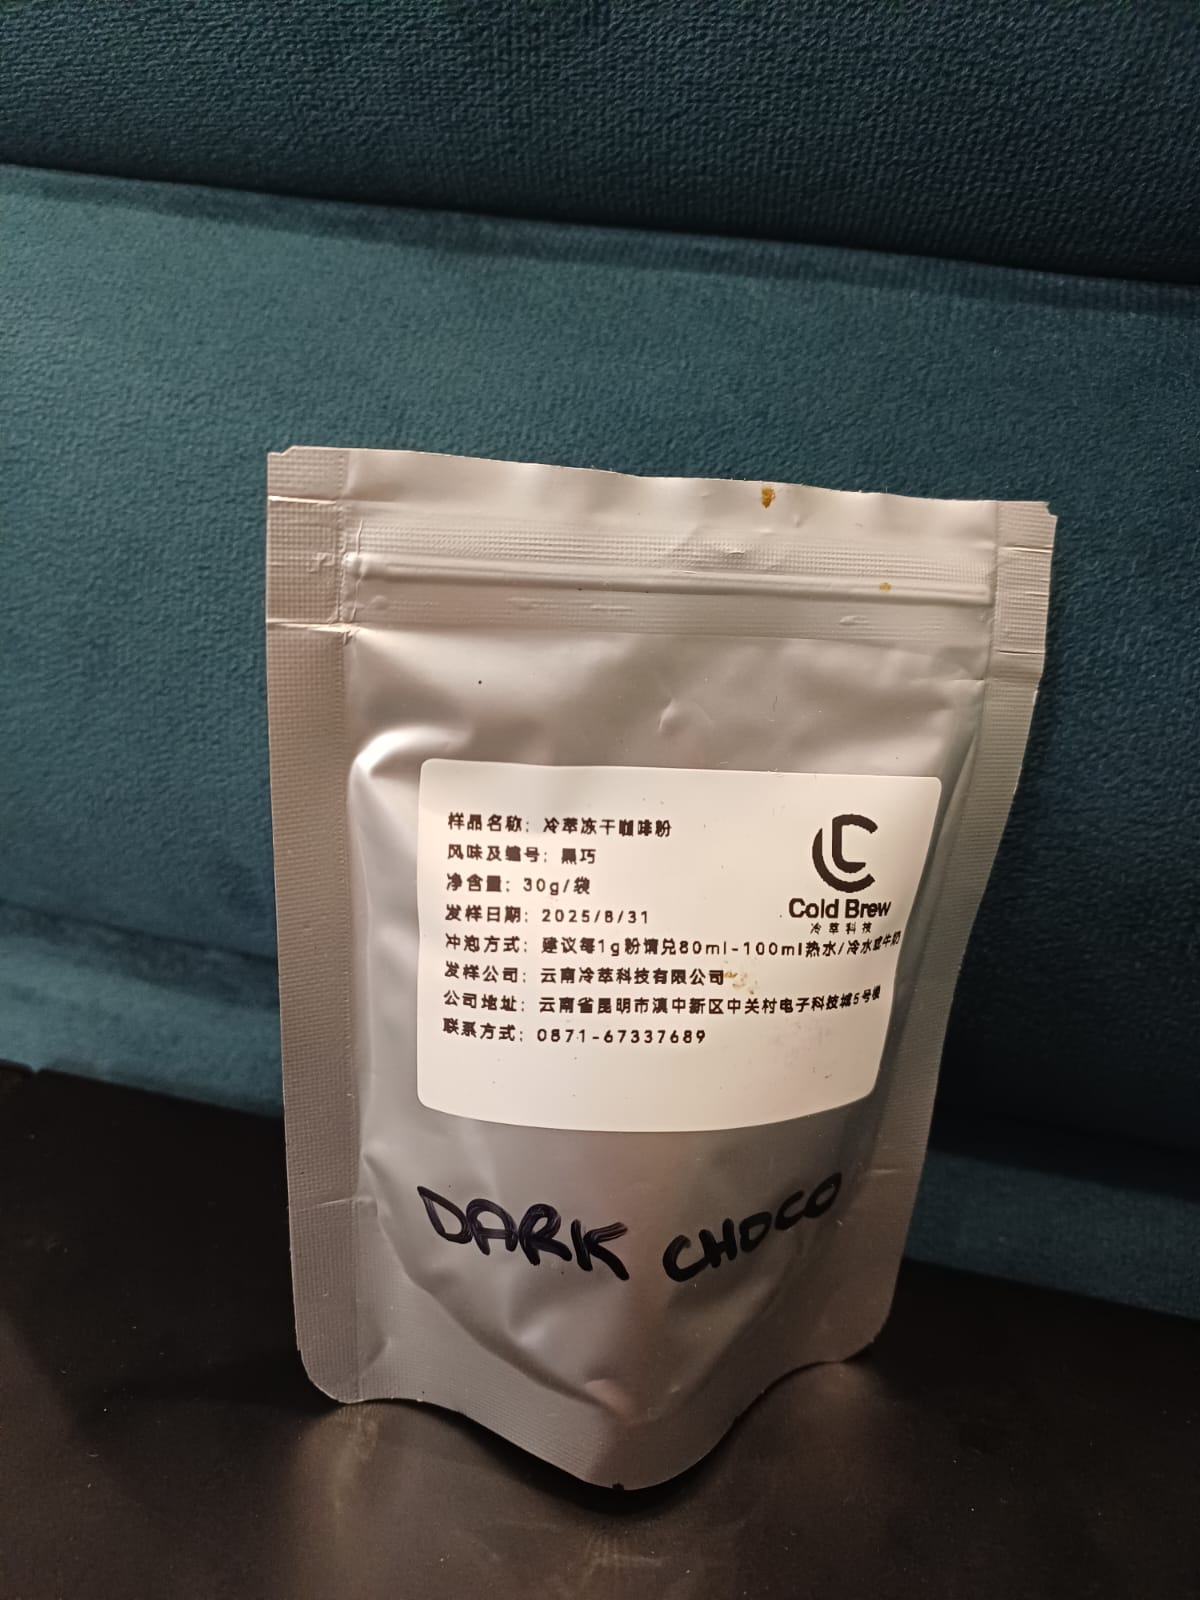 样品名称：冷萃冻干咖啡粉
风味及编号：黑巧
净含量：30g/袋
发样日期：2025/8/31
Cold Brew
冷萃科技
冲泡方式：建议每1g粉请兑80ml-100ml热水/冷水或牛奶
发样公司：云南冷萃科技有限公司
公司地址：云南省昆明市滇中新区中关村电子科技城5号楼
联系方式：0871-67337689
DARK CHOCO